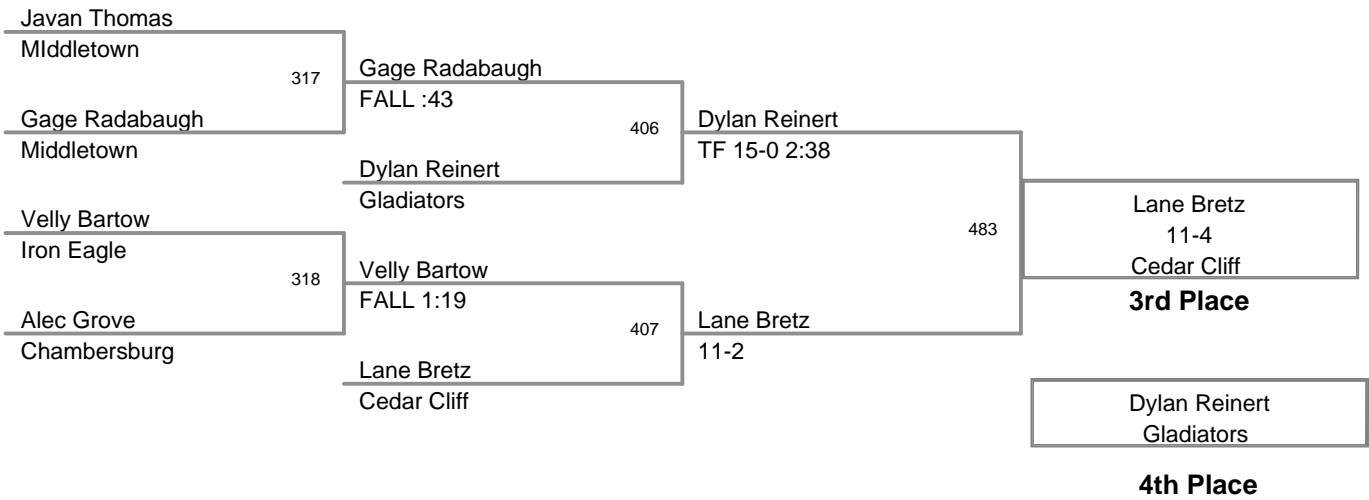 Javan Thomas
MIddletown
317
Gage Radabaugh
Middletown
Velly Bartow
Iron Eagle
318
Alec Grove
Chambersburg
Gage Radabaugh
FALL :43
406
Dylan Reinert
Gladiators
Velly Bartow
FALL 1:19
407
Lane Bretz
Cedar Cliff
Dylan Reinert
TF 15-0 2:38
483
Lane Bretz
11-2
Lane Bretz
11-4
Cedar Cliff
3rd Place
Dylan Reinert
Gladiators
4th Place